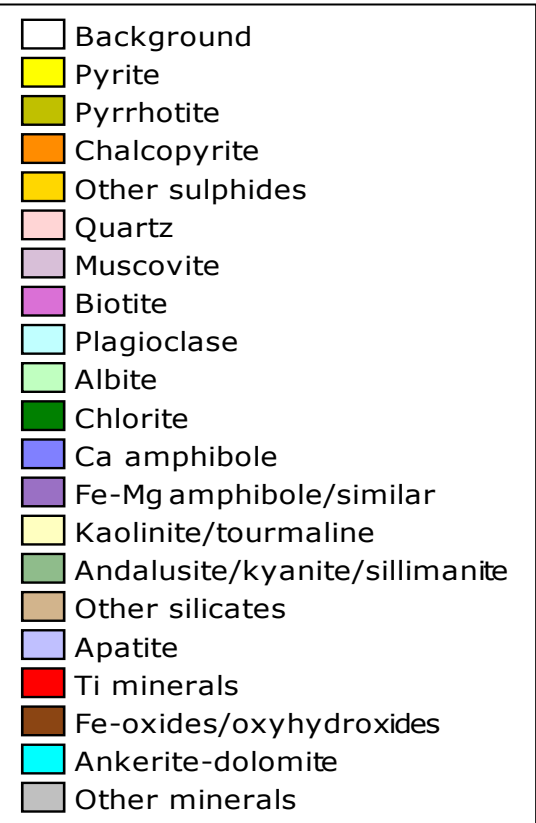 Background
Pyrite
Pyrrhotite
Chalcopyrite
Other sulphides
Quartz
Muscovite
Biotite
Plagioclase
Albite
Chlorite
Ca amphibole
Fe-Mg amphibole/similar
Kaolinite/tourmaline
Andalusite/kyanite/sillimanite
Other silicates
Apatite
Ti minerals
Fe-oxides/oxyhydroxides
Ankerite-dolomite
Other minerals